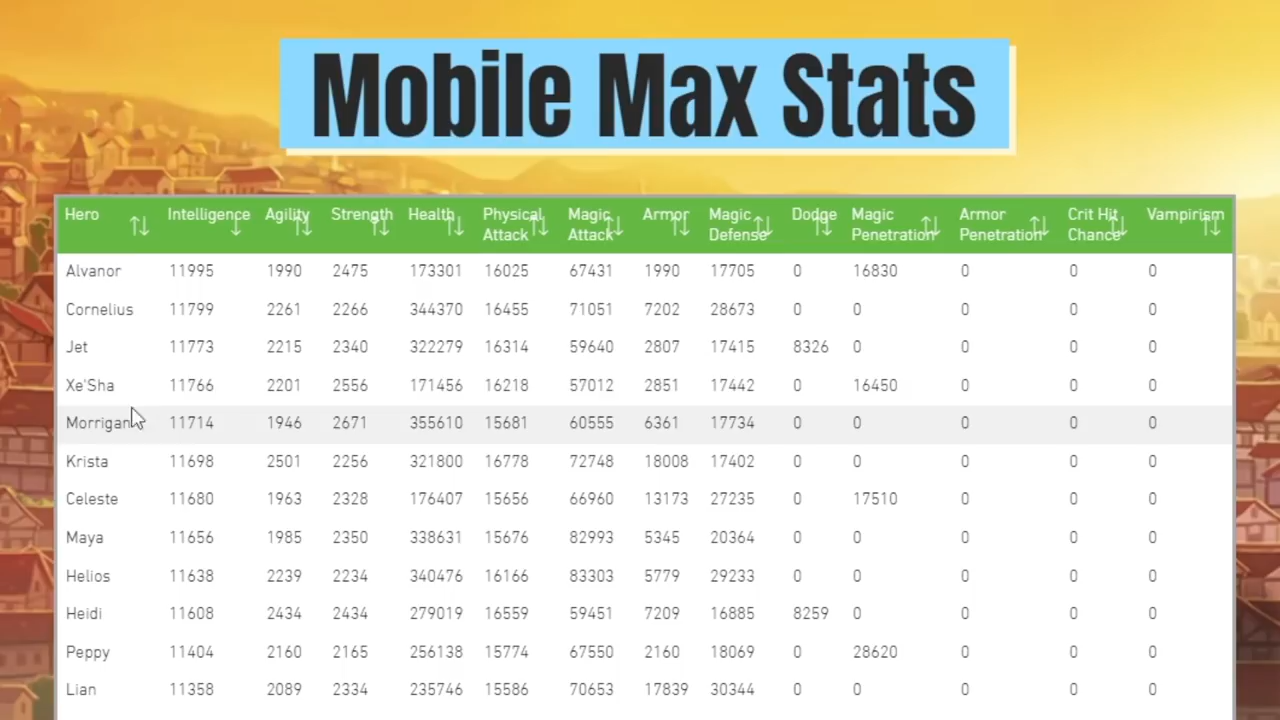 Mobile Max Stats
Hero Intelligence Agility Strength Health Physical Attack Magic Attack Armor Magic Defense Dodge Magic Penetration Armor Penetration Crit Hit Chance Vampirism
Alvanor 11995 1990 2475 173301 16025 67431 1990 17705 0 16830 0 0 0
Cornelius 11799 2261 2266 344370 16455 71051 7202 28673 0 0 0 0 0
Jet 11773 2215 2340 322279 16314 59640 2807 17415 8326 0 0 0 0
Xe'Sha 11766 2201 2556 171456 16218 57012 2851 17442 0 16450 0 0 0
Morrigan 11714 1946 2671 355610 15681 60555 6361 17734 0 0 0 0 0
Krista 11698 2501 2256 321800 16778 72748 18008 17402 0 0 0 0 0
Celeste 11680 1963 2328 176407 15656 66960 13173 27235 0 17510 0 0 0
Maya 11656 1985 2350 338631 15676 82993 5345 20364 0 0 0 0 0
Helios 11638 2239 2234 340476 16166 83303 5779 29233 0 0 0 0 0
Heidi 11608 2434 2434 279019 16559 59451 7209 16885 8259 0 0 0 0
Peppy 11404 2160 2165 256138 15774 67550 2160 18069 0 28620 0 0 0
Lian 11358 2089 2334 235746 15586 70653 17839 30344 0 0 0 0 0